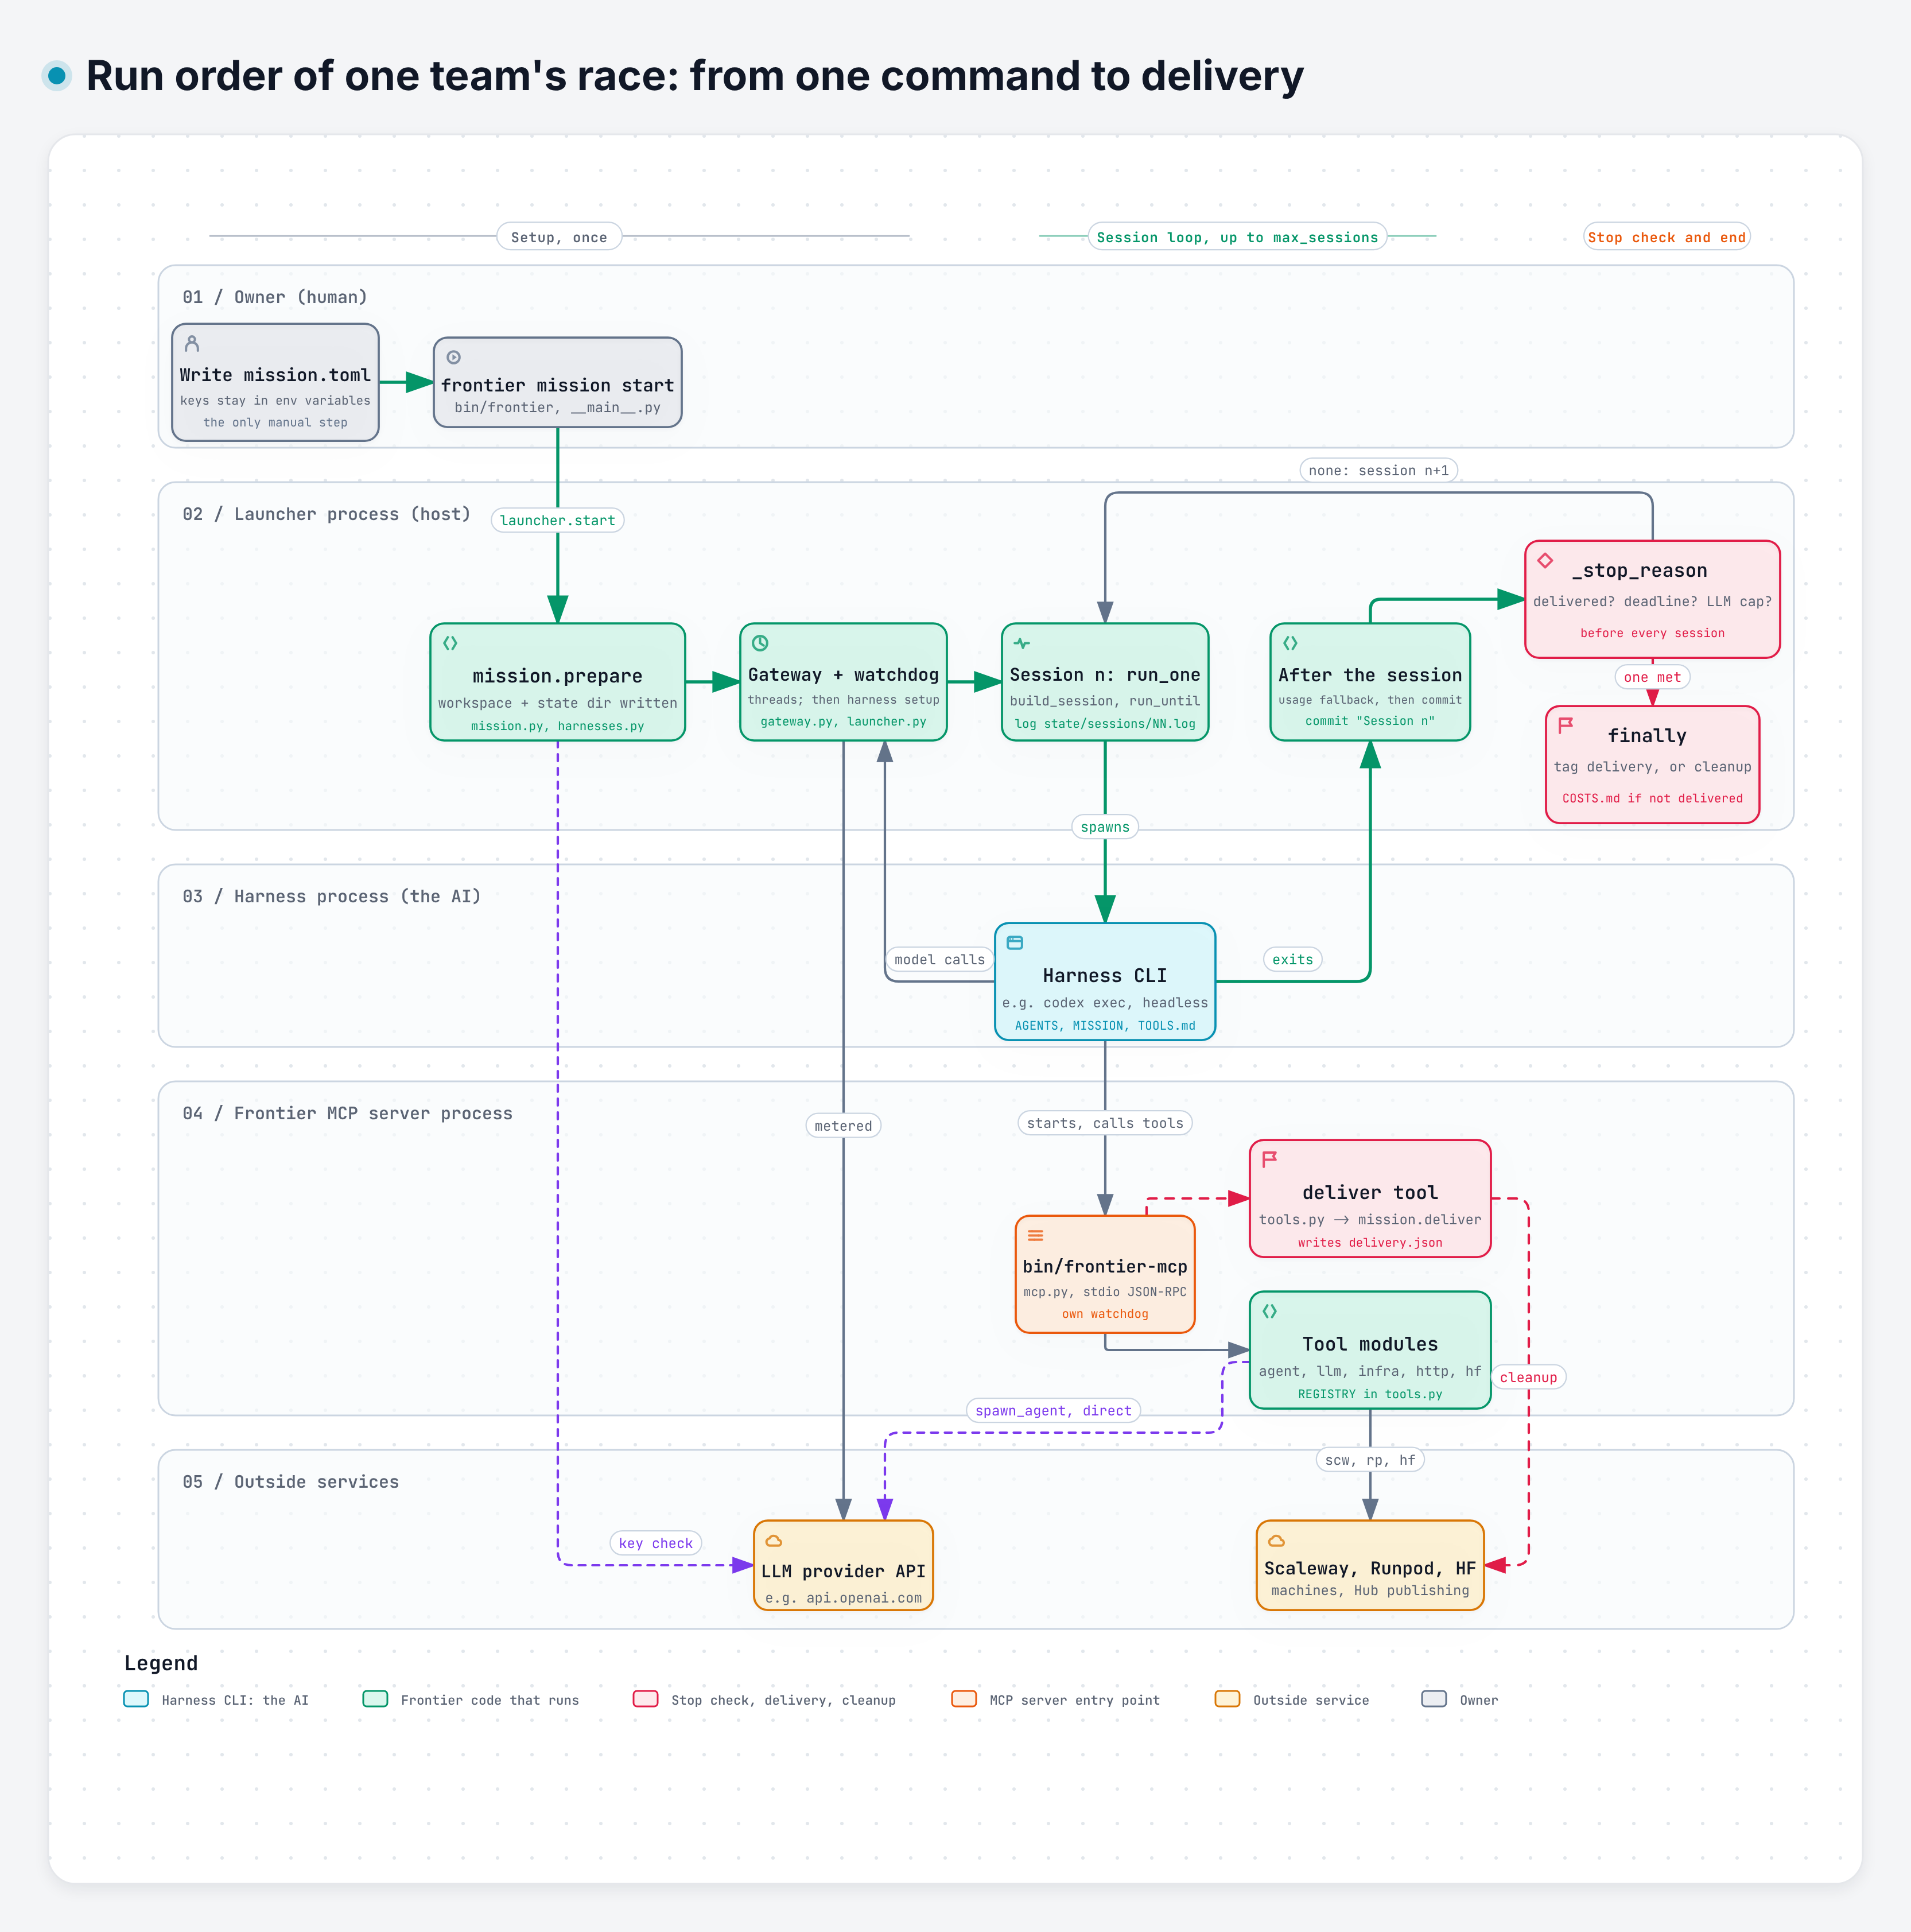 Run order of one team's race: from one command to delivery
Setup, once
Session loop, up to max_sessions
Stop check and end
01 / Owner (human)
Write mission.toml
keys stay in env variables
the only manual step
frontier mission start
bin/frontier, __main__.py
none: session n+1
02 / Launcher process (host)
launcher.start
_stop_reason
delivered? deadline? LLM cap?
before every session
mission.prepare
workspace + state dir written
mission.py, harnesses.py
Gateway + watchdog
threads; then harness setup
gateway.py, launcher.py
Session n: run_one
build_session, run_until
log state/sessions/NN.log
After the session
usage fallback, then commit
commit "Session n"
one met
finally
tag delivery, or cleanup
COSTS.md if not delivered
spawns
03 / Harness process (the AI)
model calls
Harness CLI
e.g. codex exec, headless
AGENTS, MISSION, TOOLS.md
exits
04 / Frontier MCP server process
metered
starts, calls tools
deliver tool
tools.py → mission.deliver
writes delivery.json
bin/frontier-mcp
mcp.py, stdio JSON-RPC
own watchdog
Tool modules
agent, llm, infra, http, hf
REGISTRY in tools.py
cleanup
spawn_agent, direct
05 / Outside services
scw, rp, hf
key check
LLM provider API
e.g. api.openai.com
Scaleway, Runpod, HF
machines, Hub publishing
Legend
Harness CLI: the AI
Frontier code that runs
Stop check, delivery, cleanup
MCP server entry point
Outside service
Owner